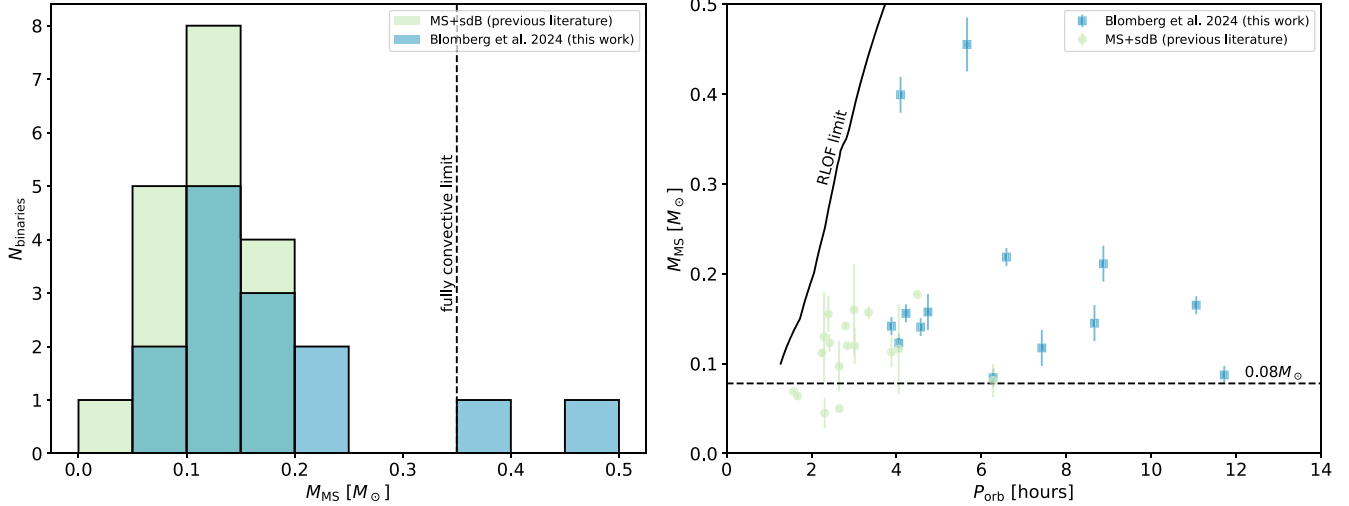 8
7
6
5
4
3
2
1
0
N_binaries
0.0 0.1 0.2 0.3 0.4 0.5
M_MS [M_⊙]
MS+sdB (previous literature)
Blomberg et al. 2024 (this work)
fully convective limit
0.5
0.4
0.3
0.2
0.1
0.0
M_MS [M_⊙]
0 2 4 6 8 10 12 14
P_orb [hours]
Blomberg et al. 2024 (this work)
MS+sdB (previous literature)
RLOF limit
0.08M_⊙